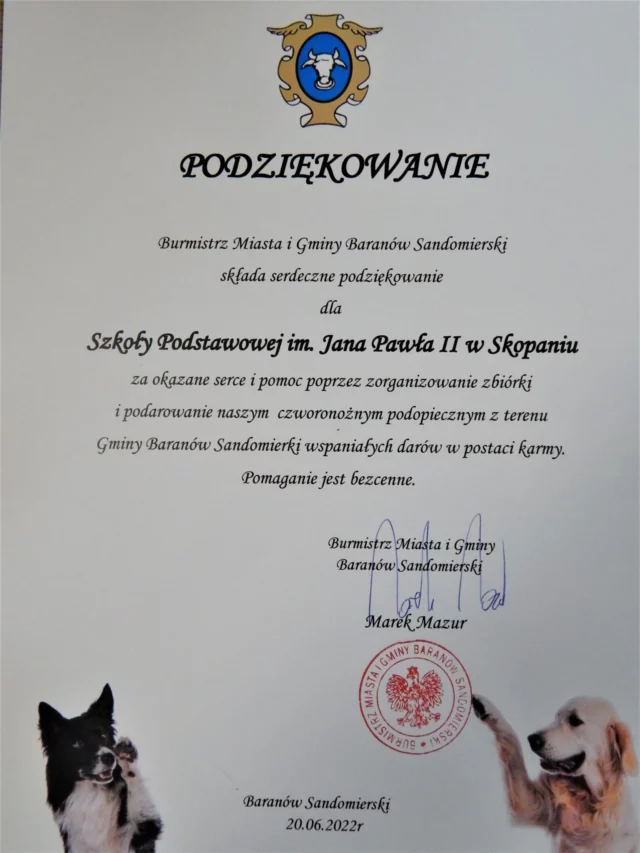 PODZIĘKOWANIE
Burmistrz Miasta i Gminy Baranów Sandomierski
składa serdeczne podziękowanie
dla
Szkoły Podstawowej im. Jana Pawła II w Skopaniu
za okazane serce i pomoc poprzez zorganizowanie zbiórki
i podarowanie naszym czworonożnym podopiecznym z terenu
Gminy Baranów Sandomierki wspaniałych darów w postaci karmy.
Pomaganie jest bezcenne.
Burmistrz Miasta i Gminy
Baranów Sandomierski
Marek Mazur
BURMISTRZ MIASTA I GMINY BARANÓW SANDOMIERSKI *
Baranów Sandomierski
20.06.2022r